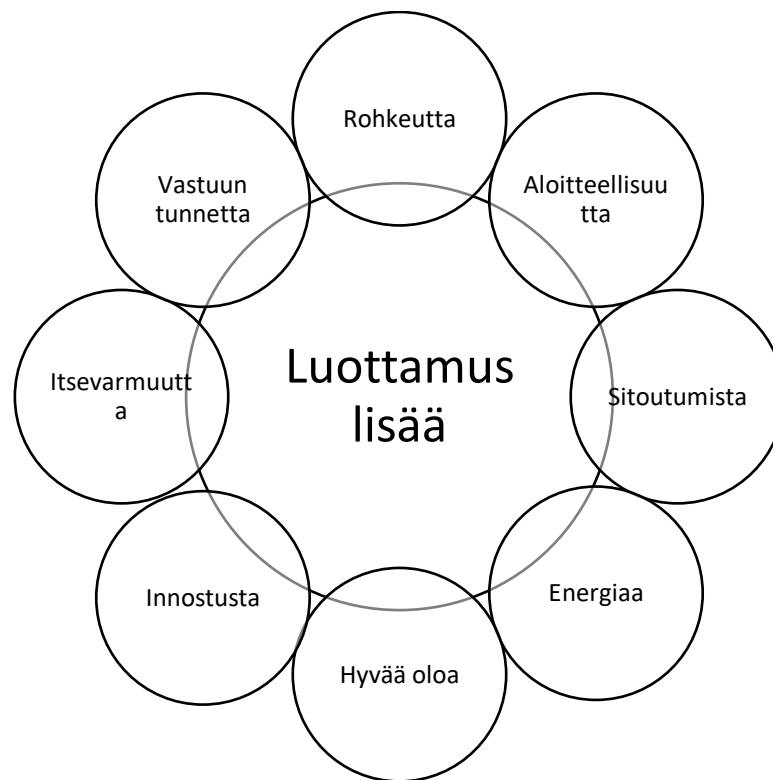 Rohkeutta
Aloitteellisuu
tta
Sitoutumista
Energiaa
Hyvää oloa
Innostusta
Itsevarmuutt
a
Vastuun
tunnetta
Luottamus
lisää